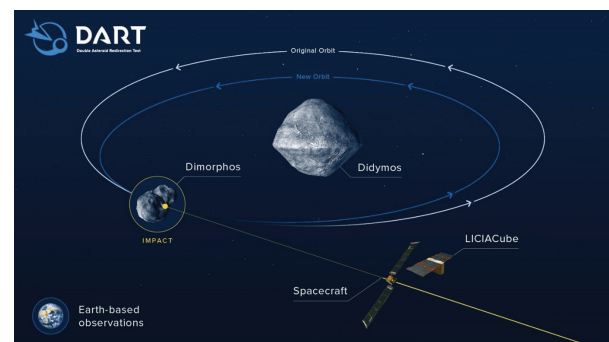 DART
Double Asteroid Redirection Test
Original Orbit
New Orbit
Dimorphos
Didymos
IMPACT
LICIACube
Spacecraft
Earth-based
observations